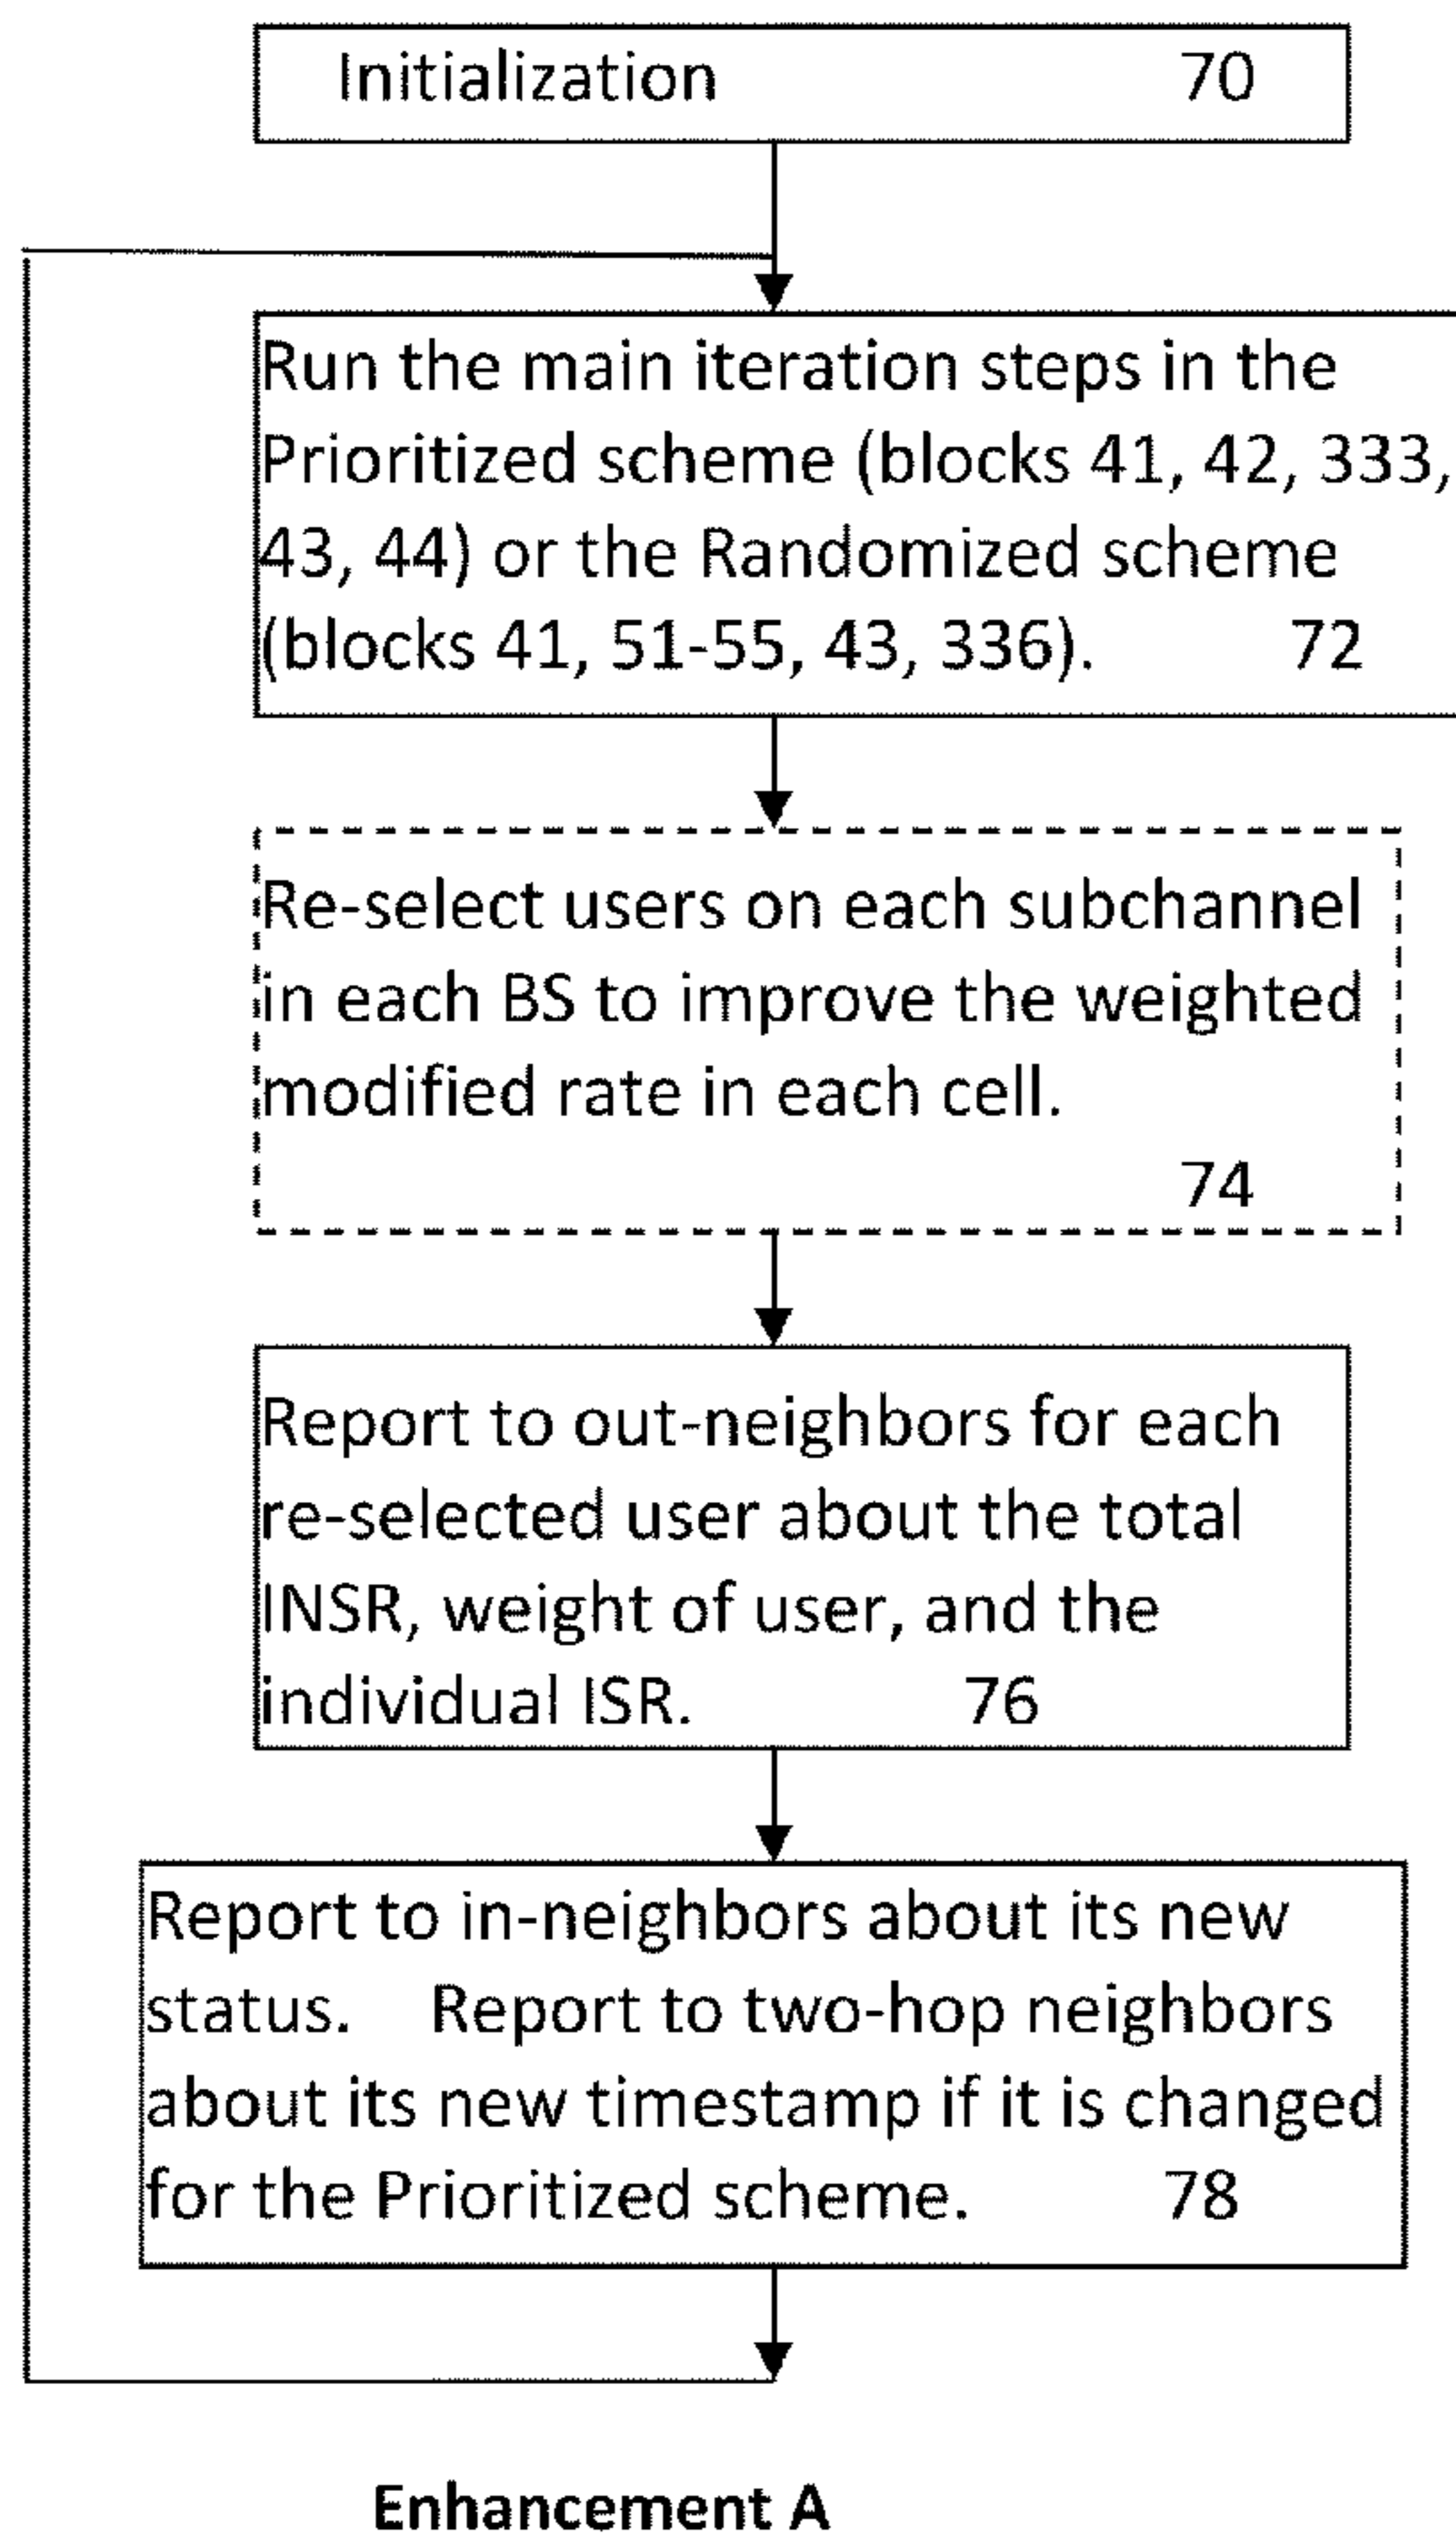 Initialization 70
Run the main iteration steps in the
Prioritized scheme (blocks 41, 42, 333,
43, 44) or the Randomized scheme
(blocks 41, 51-55, 43, 336). 72
Re-select users on each subchannel
in each BS to improve the weighted
modified rate in each cell.
74
Report to out-neighbors for each
re-selected user about the total
INSR, weight of user, and the
individual ISR. 76
Report to in-neighbors about its new
status. Report to two-hop neighbors
about its new timestamp if it is changed
for the Prioritized scheme. 78
Enhancement A